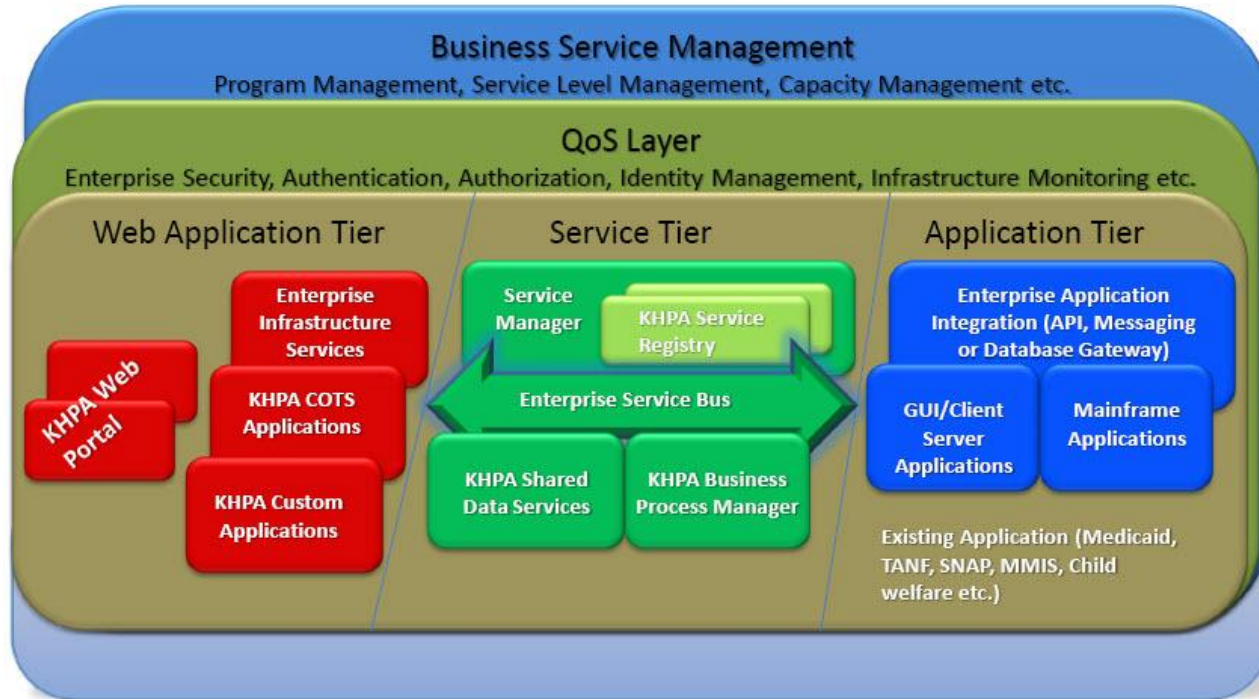 Business Service Management
Program Management, Service Level Management, Capacity Management etc.
QoS Layer
Enterprise Security, Authentication, Authorization, Identity Management, Infrastructure Monitoring etc.
Web Application Tier
Enterprise
Infrastructure
Services
KHPA Web
Portal
KHPA COTS
Applications
KHPA Custom
Applications
Service Tier
Service
Manager
KHPA Service
Registry
Enterprise Service Bus
KHPA Shared
Data Services
KHPA Business
Process Manager
Application Tier
Enterprise Application
Integration (API, Messaging
or Database Gateway)
GUI/Client
Server
Applications
Mainframe
Applications
Existing Application (Medicaid,
TANF, SNAP, MMIS, Child
welfare etc.)